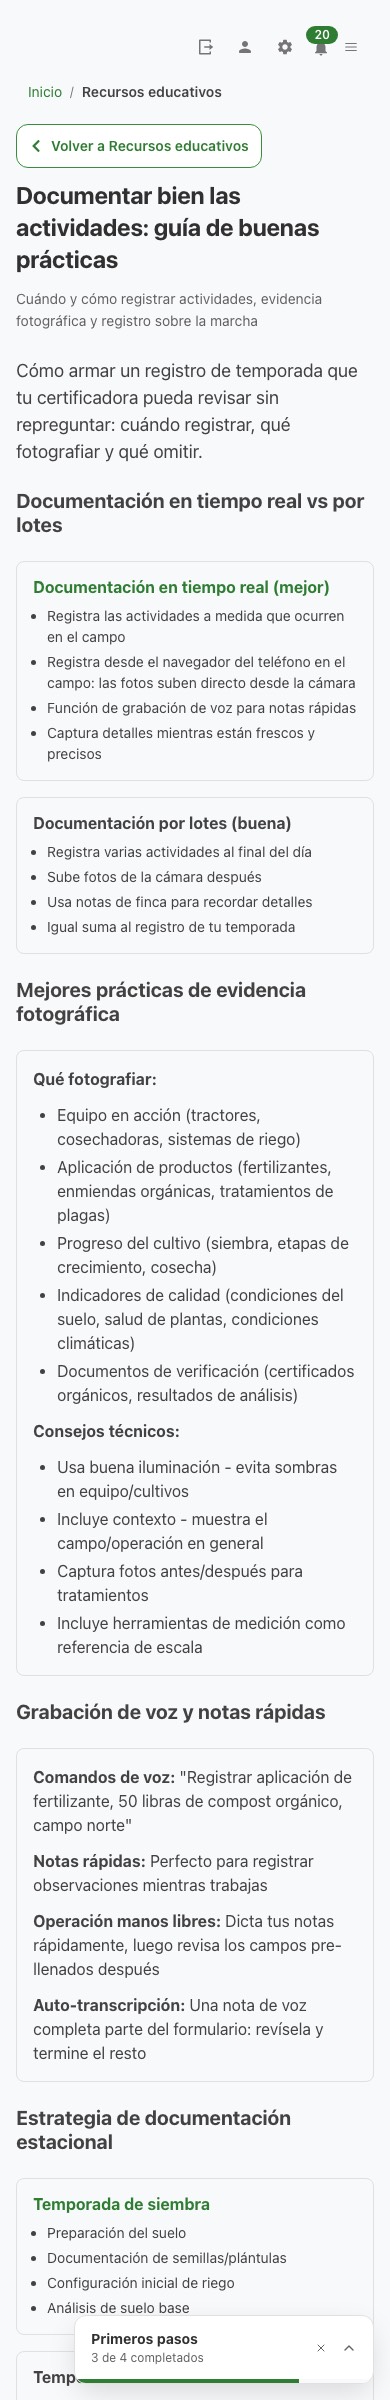 20
Inicio / Recursos educativos
Volver a Recursos educativos
Documentar bien las
actividades: guía de buenas
prácticas
Cuándo y cómo registrar actividades, evidencia
fotográfica y registro sobre la marcha
Cómo armar un registro de temporada que
tu certificadora pueda revisar sin
repreguntar: cuándo registrar, qué
fotografiar y qué omitir.
Documentación en tiempo real vs por
lotes
Documentación en tiempo real (mejor)
• Registra las actividades a medida que ocurren
en el campo
• Registra desde el navegador del teléfono en el
campo: las fotos suben directo desde la cámara
• Función de grabación de voz para notas rápidas
• Captura detalles mientras están frescos y
precisos
Documentación por lotes (buena)
• Registra varias actividades al final del día
• Sube fotos de la cámara después
• Usa notas de finca para recordar detalles
• Igual suma al registro de tu temporada
Mejores prácticas de evidencia
fotográfica
Qué fotografiar:
• Equipo en acción (tractores,
cosechadoras, sistemas de riego)
• Aplicación de productos (fertilizantes,
enmiendas orgánicas, tratamientos de
plagas)
• Progreso del cultivo (siembra, etapas de
crecimiento, cosecha)
• Indicadores de calidad (condiciones del
suelo, salud de plantas, condiciones
climáticas)
• Documentos de verificación (certificados
orgánicos, resultados de análisis)
Consejos técnicos:
• Usa buena iluminación - evita sombras
en equipo/cultivos
• Incluye contexto - muestra el
campo/operación en general
• Captura fotos antes/después para
tratamientos
• Incluye herramientas de medición como
referencia de escala
Grabación de voz y notas rápidas
Comandos de voz: "Registrar aplicación de
fertilizante, 50 libras de compost orgánico,
campo norte"
Notas rápidas: Perfecto para registrar
observaciones mientras trabajas
Operación manos libres: Dicta tus notas
rápidamente, luego revisa los campos pre-
llenados después
Auto-transcripción: Una nota de voz
completa parte del formulario: revísela y
termine el resto
Estrategia de documentación
estacional
Temporada de siembra
• Preparación del suelo
• Documentación de semillas/plántulas
• Configuración inicial de riego
• Análisis de suelo base
Primeros pasos
3 de 4 completados
Temp